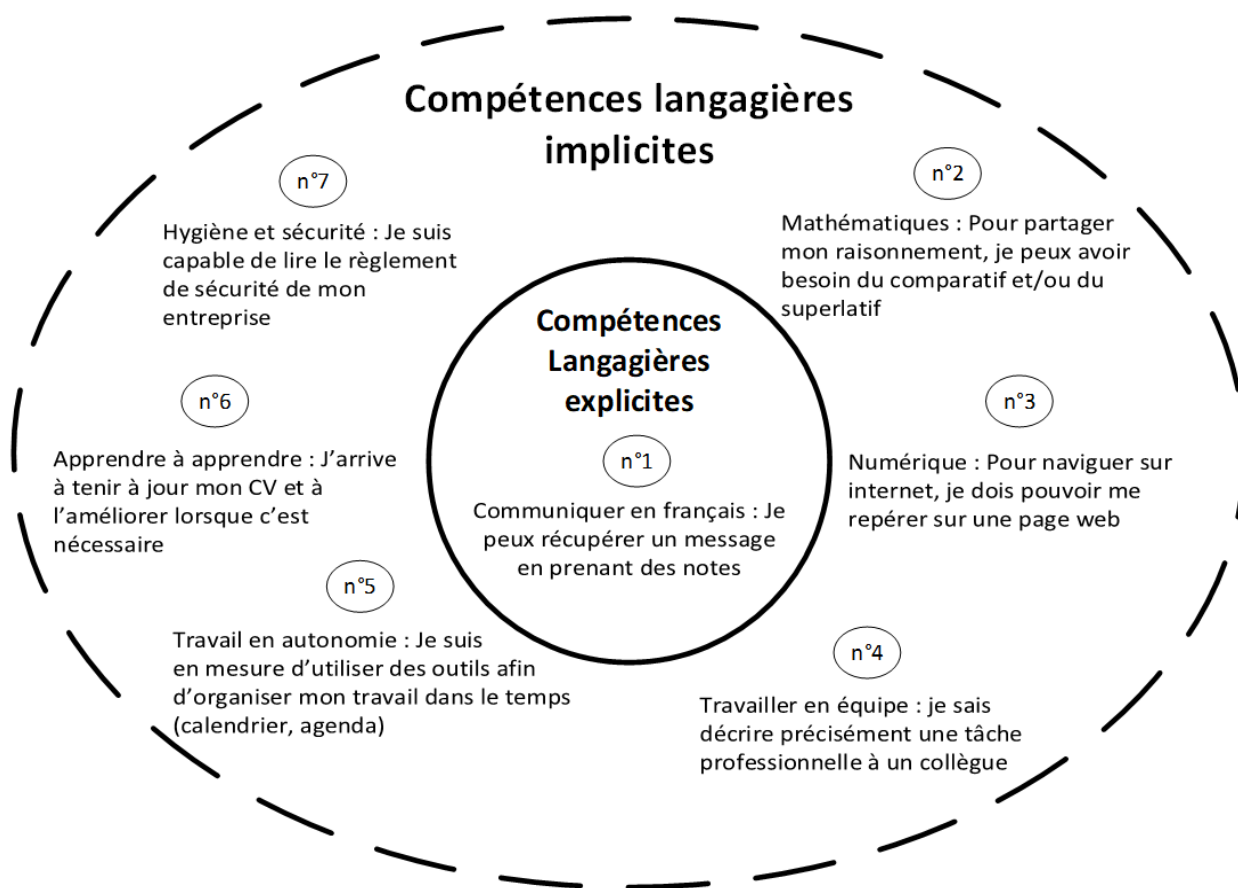 Compétences langagières
implicites
n°7
Hygiène et sécurité : Je suis
capable de lire le règlement
de sécurité de mon
entreprise
n°2
Mathématiques : Pour partager
mon raisonnement, je peux avoir
besoin du comparatif et/ou du
superlatif
Compétences
Langagières
explicites
n°1
Communiquer en français : Je
peux récupérer un message
en prenant des notes
n°6
Apprendre à apprendre : J’arrive
à tenir à jour mon CV et à
l’améliorer lorsque c’est
nécessaire
n°3
Numérique : Pour naviguer sur
internet, je dois pouvoir me
repérer sur une page web
n°5
Travail en autonomie : Je suis
en mesure d’utiliser des outils afin
d’organiser mon travail dans le temps
(calendrier, agenda)
n°4
Travailler en équipe : je sais
décrire précisément une tâche
professionnelle à un collègue